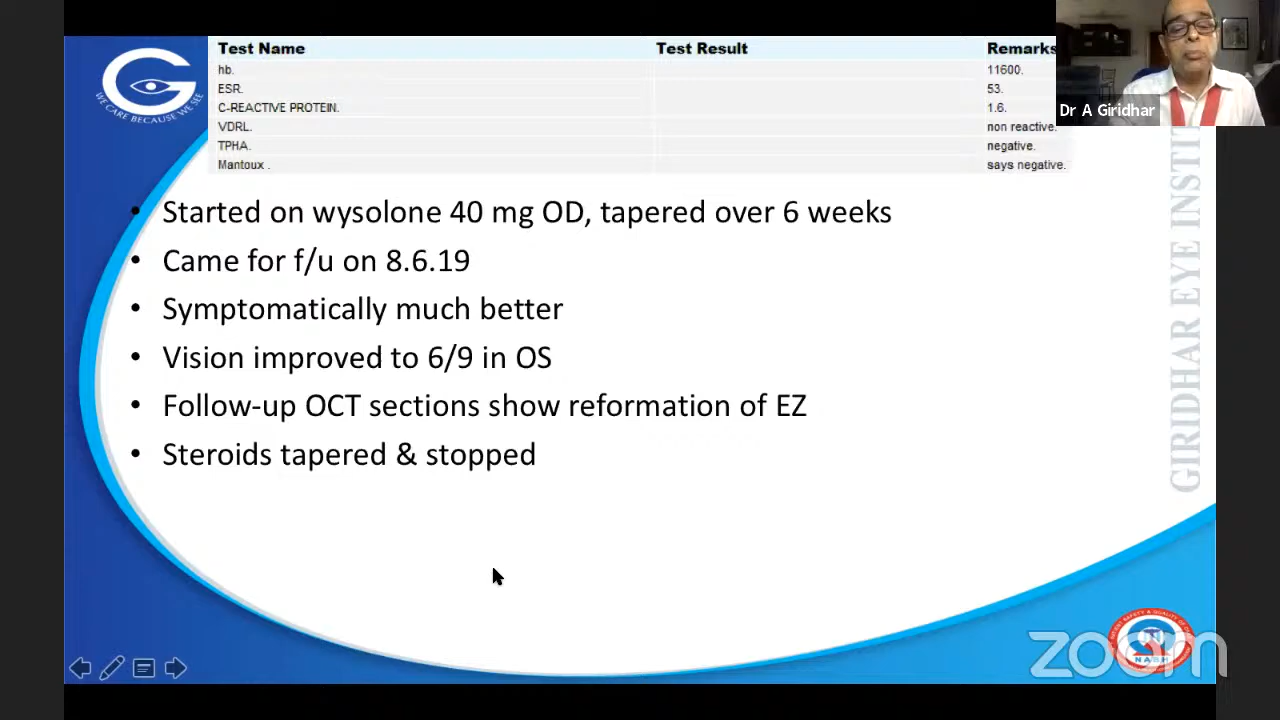 Test Name Test Result Remarks
hb. 11600.
ESR. 53.
C-REACTIVE PROTEIN. 1.6.
VDRL. non reactive.
TPHA. negative.
Mantoux . says negative.
Dr A Giridhar
WE CARE BECAUSE WE SEE
• Started on wysolone 40 mg OD, tapered over 6 weeks
• Came for f/u on 8.6.19
• Symptomatically much better
• Vision improved to 6/9 in OS
• Follow-up OCT sections show reformation of EZ
• Steroids tapered & stopped
GIRIDHAR EYE INSTIT
NABH
zoom